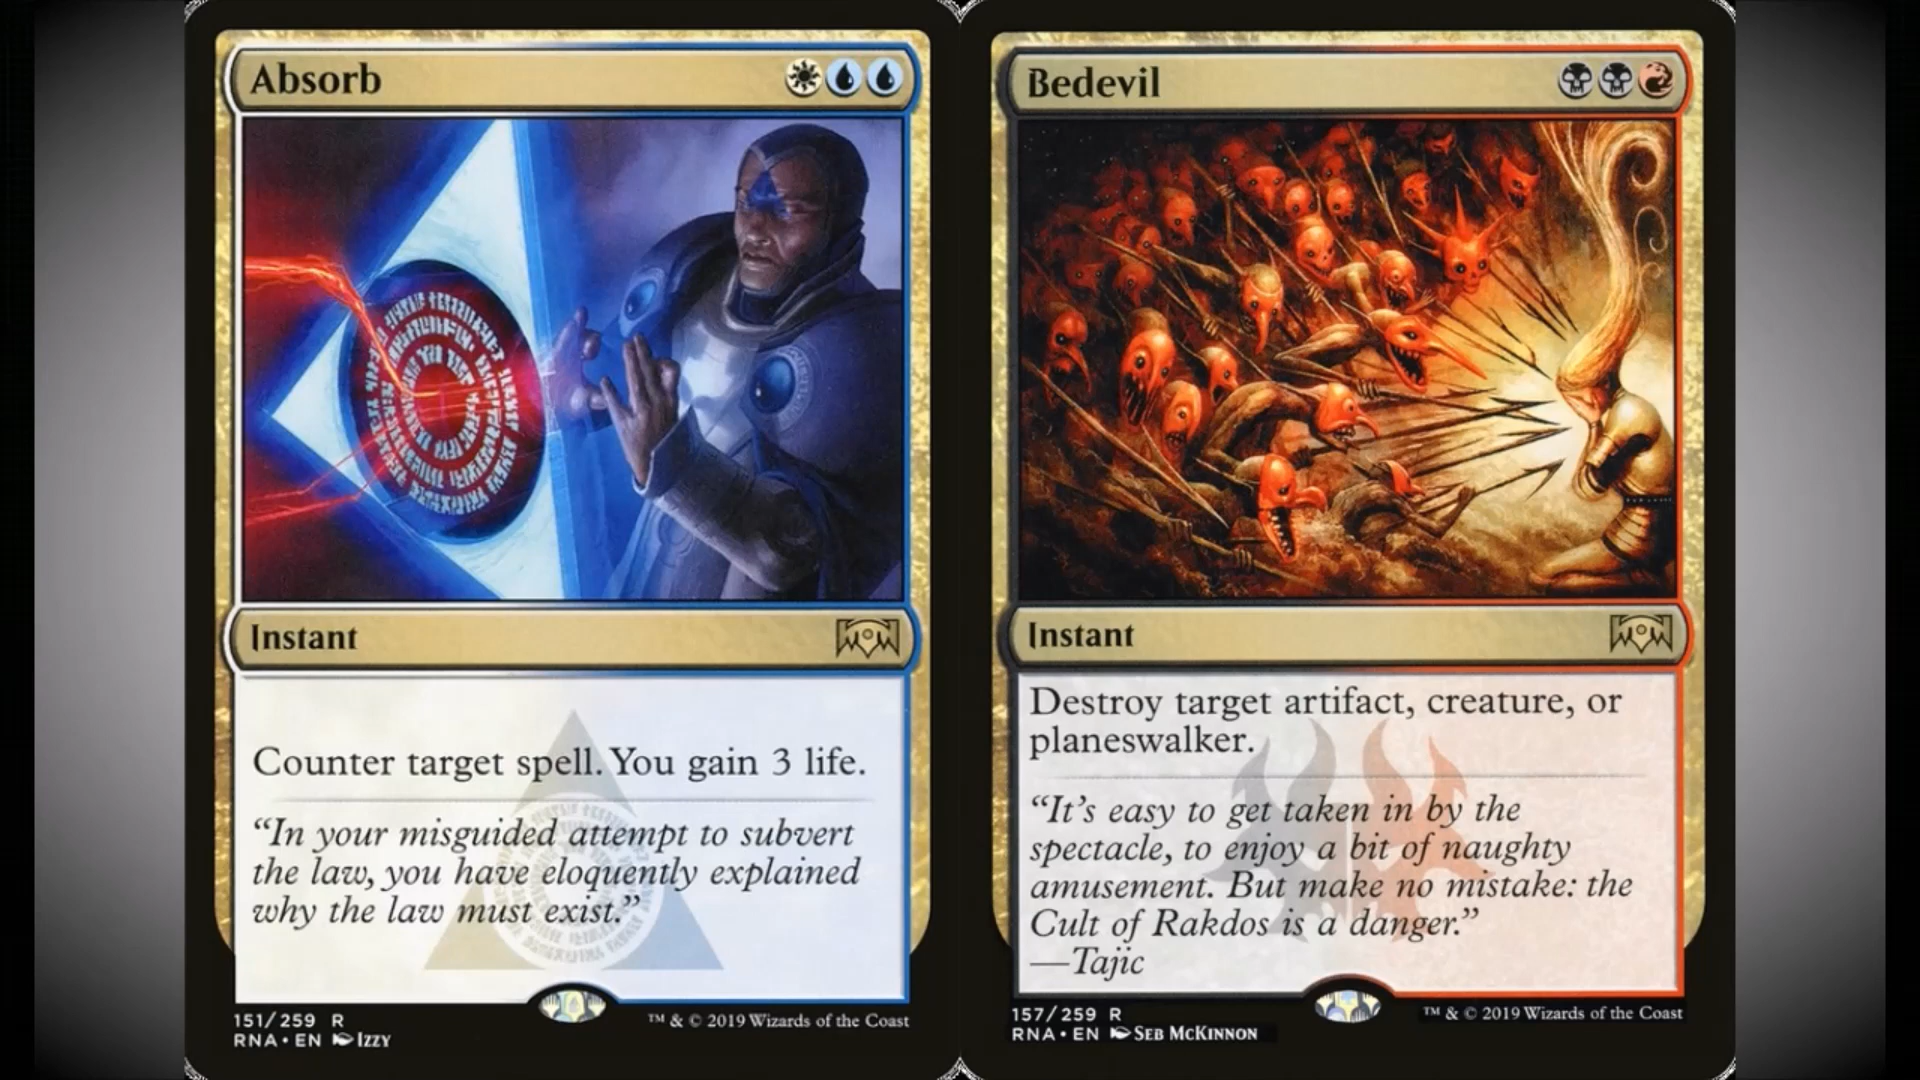 Absorb
Instant
Counter target spell. You gain 3 life.
“In your misguided attempt to subvert
the law, you have eloquently explained
why the law must exist.”
151/259 R
RNA • EN Izzy
™ & © 2019 Wizards of the Coast
Bedevil
Instant
Destroy target artifact, creature, or
planeswalker.
“It’s easy to get taken in by the
spectacle, to enjoy a bit of naughty
amusement. But make no mistake: the
Cult of Rakdos is a danger.”
—Tajic
157/259 R
RNA • EN Seb McKinnon
™ & © 2019 Wizards of the Coast